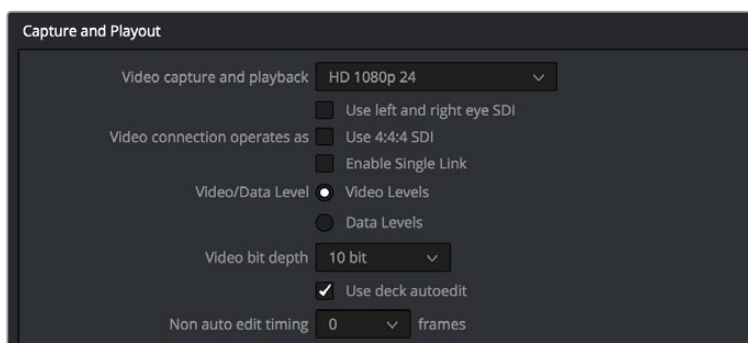 Capture and Playout
Video capture and playback HD 1080p 24
Use left and right eye SDI
Video connection operates as Use 4:4:4 SDI
Enable Single Link
Video/Data Level Video Levels
Data Levels
Video bit depth 10 bit
Use deck autoedit
Non auto edit timing 0 frames